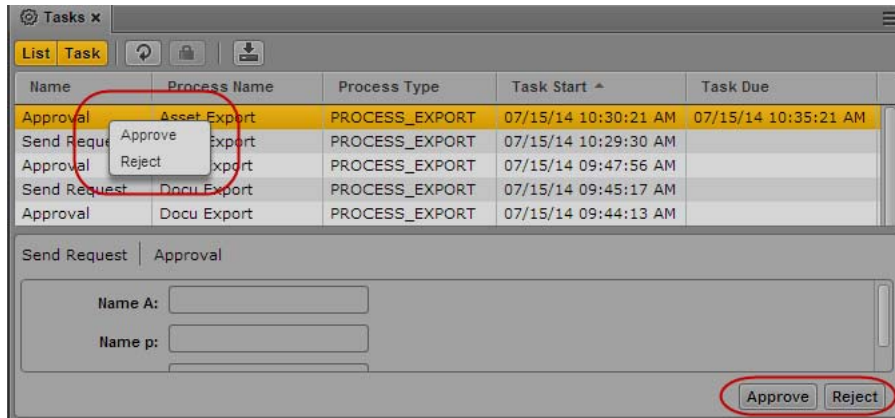 Tasks x
List Task
Name Process Name Process Type Task Start Task Due
Approval Asset Export PROCESS_EXPORT 07/15/14 10:30:21 AM 07/15/14 10:35:21 AM
Send Reque xport PROCESS_EXPORT 07/15/14 10:29:30 AM
Approve
Approval xport PROCESS_EXPORT 07/15/14 09:47:56 AM
Reject
Send Request Docu Export PROCESS_EXPORT 07/15/14 09:45:17 AM
Approval Docu Export PROCESS_EXPORT 07/15/14 09:44:13 AM
Send Request Approval
Name A:
Name p:
Approve Reject